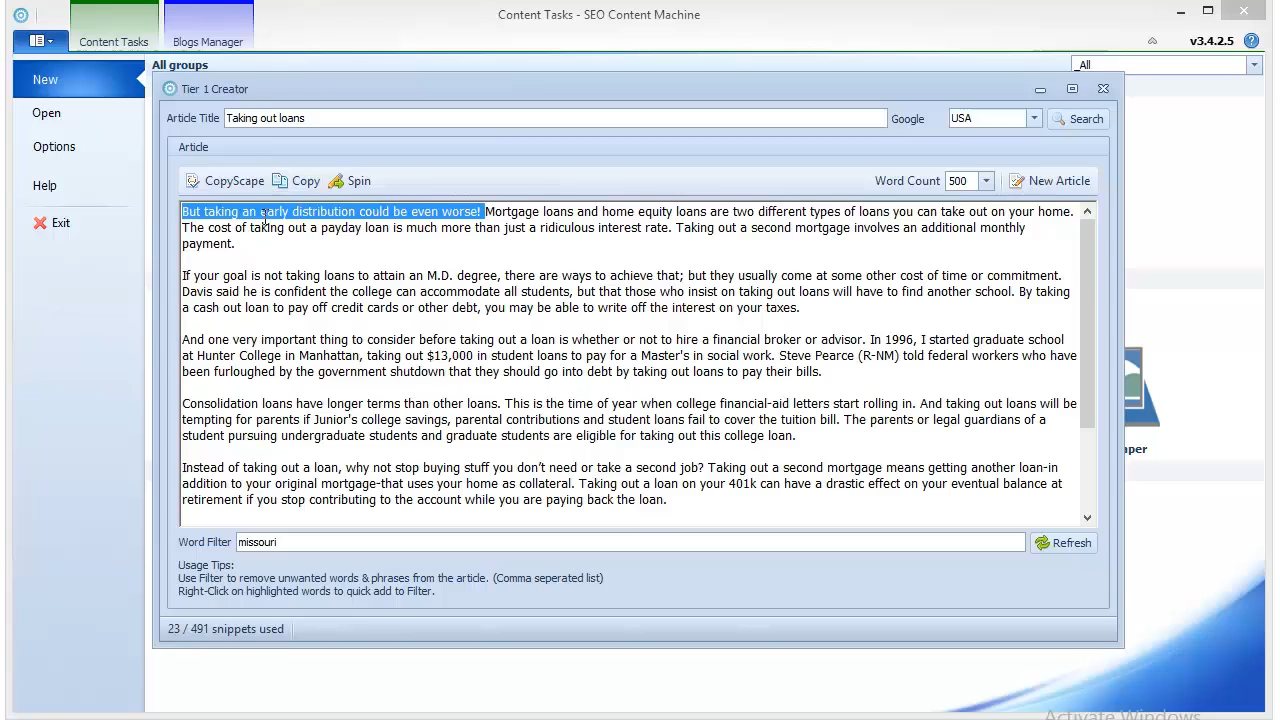 Content Tasks - SEO Content Machine
Content Tasks
Blogs Manager
v3.4.2.5
New
Open
Options
Help
Exit
All groups
_All
Tier 1 Creator
Article Title
Taking out loans
Google
USA
Search
Article
CopyScape
Copy
Spin
Word Count
500
New Article
But taking an early distribution could be even worse! Mortgage loans and home equity loans are two different types of loans you can take out on your home.
The cost of taking out a payday loan is much more than just a ridiculous interest rate. Taking out a second mortgage involves an additional monthly
payment.
If your goal is not taking loans to attain an M.D. degree, there are ways to achieve that; but they usually come at some other cost of time or commitment.
Davis said he is confident the college can accommodate all students, but that those who insist on taking out loans will have to find another school. By taking
a cash out loan to pay off credit cards or other debt, you may be able to write off the interest on your taxes.
And one very important thing to consider before taking out a loan is whether or not to hire a financial broker or advisor. In 1996, I started graduate school
at Hunter College in Manhattan, taking out $13,000 in student loans to pay for a Master's in social work. Steve Pearce (R-NM) told federal workers who have
been furloughed by the government shutdown that they should go into debt by taking out loans to pay their bills.
Consolidation loans have longer terms than other loans. This is the time of year when college financial-aid letters start rolling in. And taking out loans will be
tempting for parents if Junior's college savings, parental contributions and student loans fail to cover the tuition bill. The parents or legal guardians of a
student pursuing undergraduate students and graduate students are eligible for taking out this college loan.
Instead of taking out a loan, why not stop buying stuff you don't need or take a second job? Taking out a second mortgage means getting another loan-in
addition to your original mortgage-that uses your home as collateral. Taking out a loan on your 401k can have a drastic effect on your eventual balance at
retirement if you stop contributing to the account while you are paying back the loan.
Word Filter
missouri
Refresh
Usage Tips:
Use Filter to remove unwanted words & phrases from the article. (Comma seperated list)
Right-Click on highlighted words to quick add to Filter.
23 / 491 snippets used
per
Activate Windows